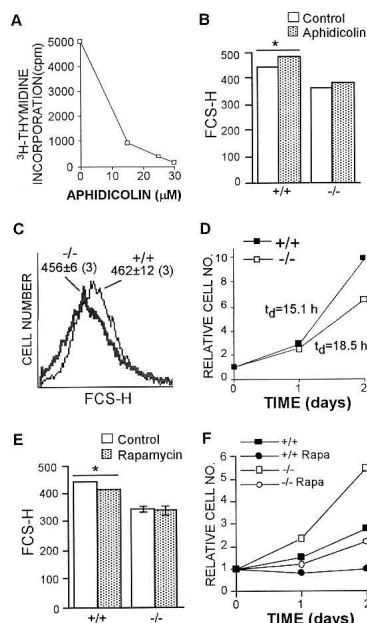 A
³H-THYMIDINE
INCORPORATION(cpm)
5000
4000
3000
2000
1000
0
0 10 20 30
APHIDICOLIN (µM)
B
Control
Aphidicolin
*
FCS-H
500
400
300
200
100
0
+/+ -/-
C
-/- +/+
456±6 (3) 462±12 (3)
CELL NUMBER
FCS-H
D
+/+
-/-
RELATIVE CELL NO.
10
8
6
4
2
0
td=15.1 h
td=18.5 h
0 1 2
TIME (days)
E
Control
Rapamycin
*
FCS-H
500
400
300
200
100
0
+/+ -/-
F
+/+
+/+ Rapa
-/-
-/- Rapa
RELATIVE CELL NO.
6
5
4
3
2
1
0
0 1 2
TIME (days)